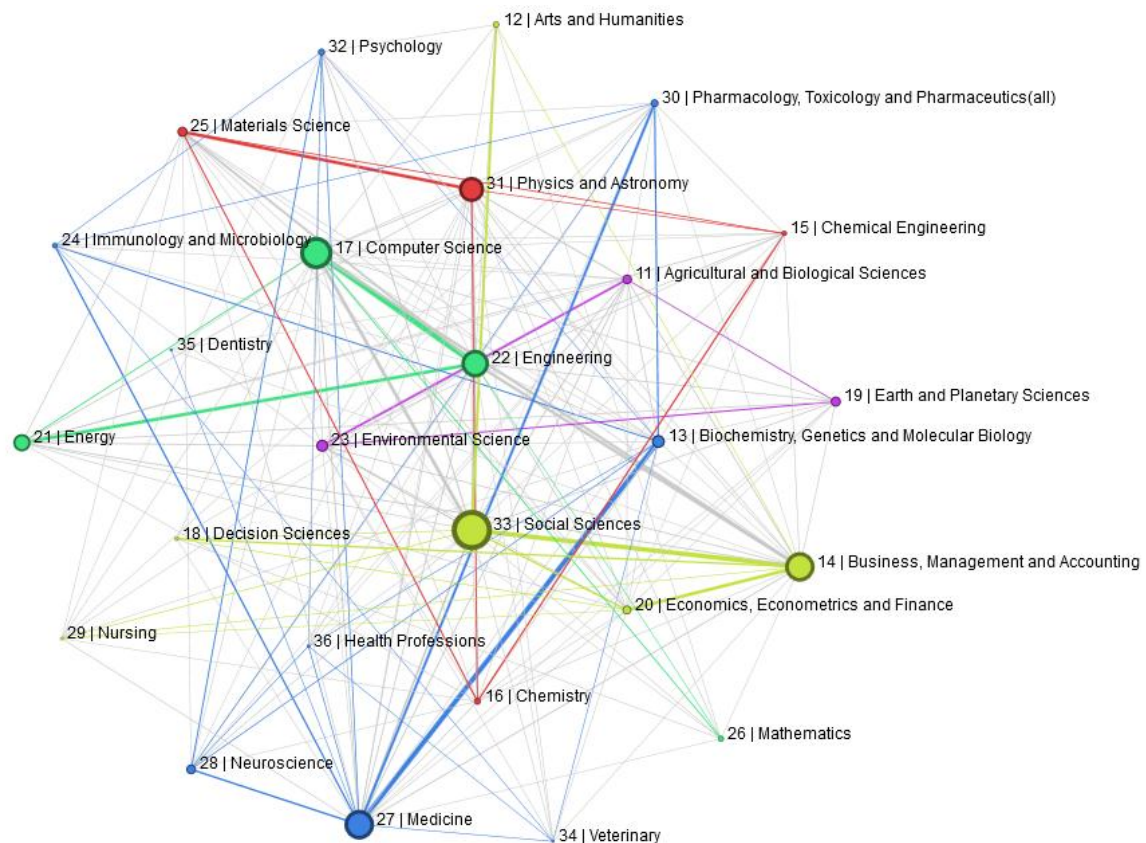 12 | Arts and Humanities
32 | Psychology
30 | Pharmacology, Toxicology and Pharmaceutics(all)
25 | Materials Science
31 | Physics and Astronomy
15 | Chemical Engineering
24 | Immunology and Microbiology
17 | Computer Science
11 | Agricultural and Biological Sciences
35 | Dentistry
22 | Engineering
19 | Earth and Planetary Sciences
21 | Energy
23 | Environmental Science
13 | Biochemistry, Genetics and Molecular Biology
33 | Social Sciences
18 | Decision Sciences
14 | Business, Management and Accounting
20 | Economics, Econometrics and Finance
29 | Nursing
36 | Health Professions
16 | Chemistry
26 | Mathematics
28 | Neuroscience
27 | Medicine
34 | Veterinary